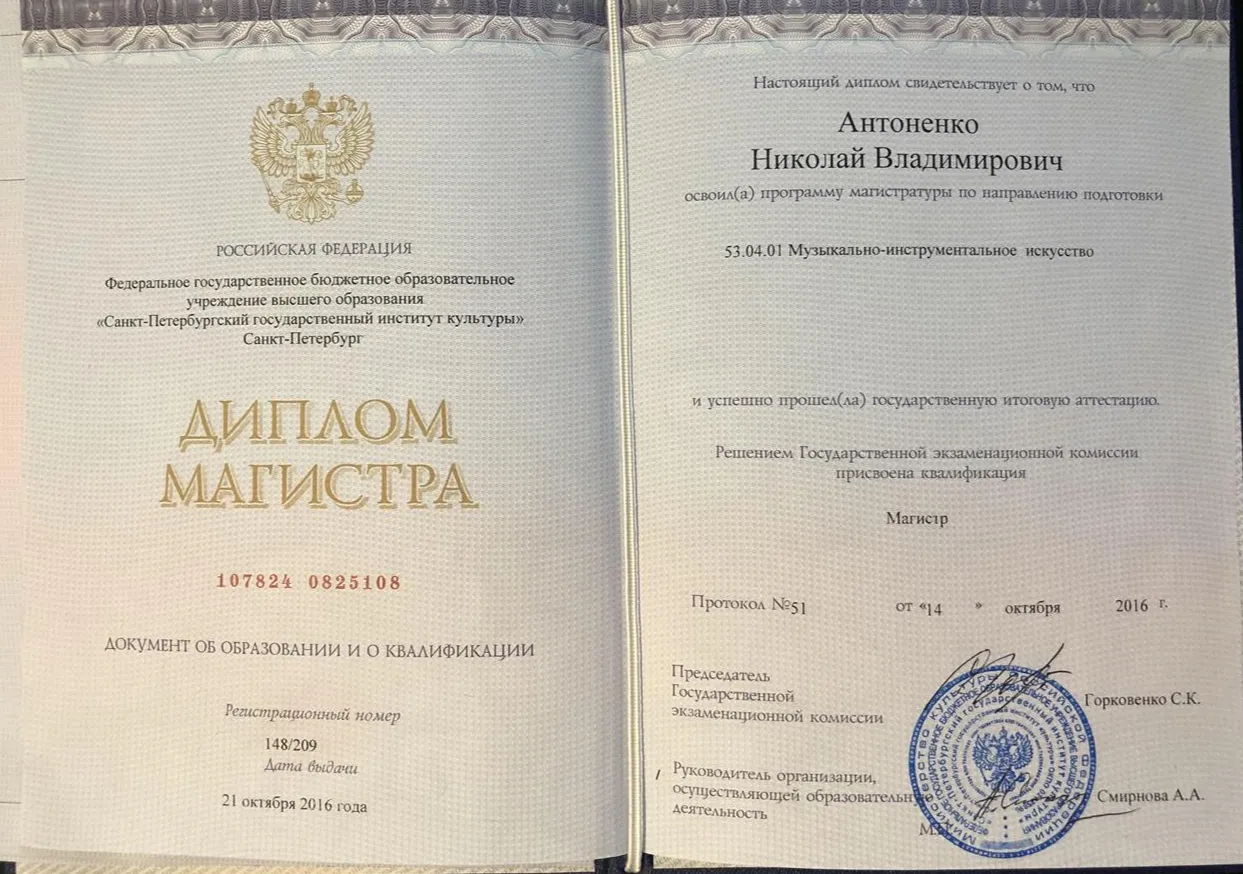 РОССИЙСКАЯ ФЕДЕРАЦИЯ
Федеральное государственное бюджетное образовательное
учреждение высшего образования
«Санкт-Петербургский государственный институт культуры»
Санкт-Петербург
ДИПЛОМ
МАГИСТРА
107824 0825108
ДОКУМЕНТ ОБ ОБРАЗОВАНИИ И О КВАЛИФИКАЦИИ
Регистрационный номер
148/209
Дата выдачи
21 октября 2016 года
Настоящий диплом свидетельствует о том, что
Антоненко
Николай Владимирович
освоил(а) программу магистратуры по направлению подготовки
53.04.01 Музыкально-инструментальное искусство
и успешно прошел(ла) государственную итоговую аттестацию.
Решением Государственной экзаменационной комиссии
присвоена квалификация
Магистр
Протокол №51 от «14 » октября 2016 г.
Председатель
Государственной
экзаменационной комиссии
Горковенко С.К.
Руководитель организации,
осуществляющей образовательную
деятельность
Смирнова А.А.